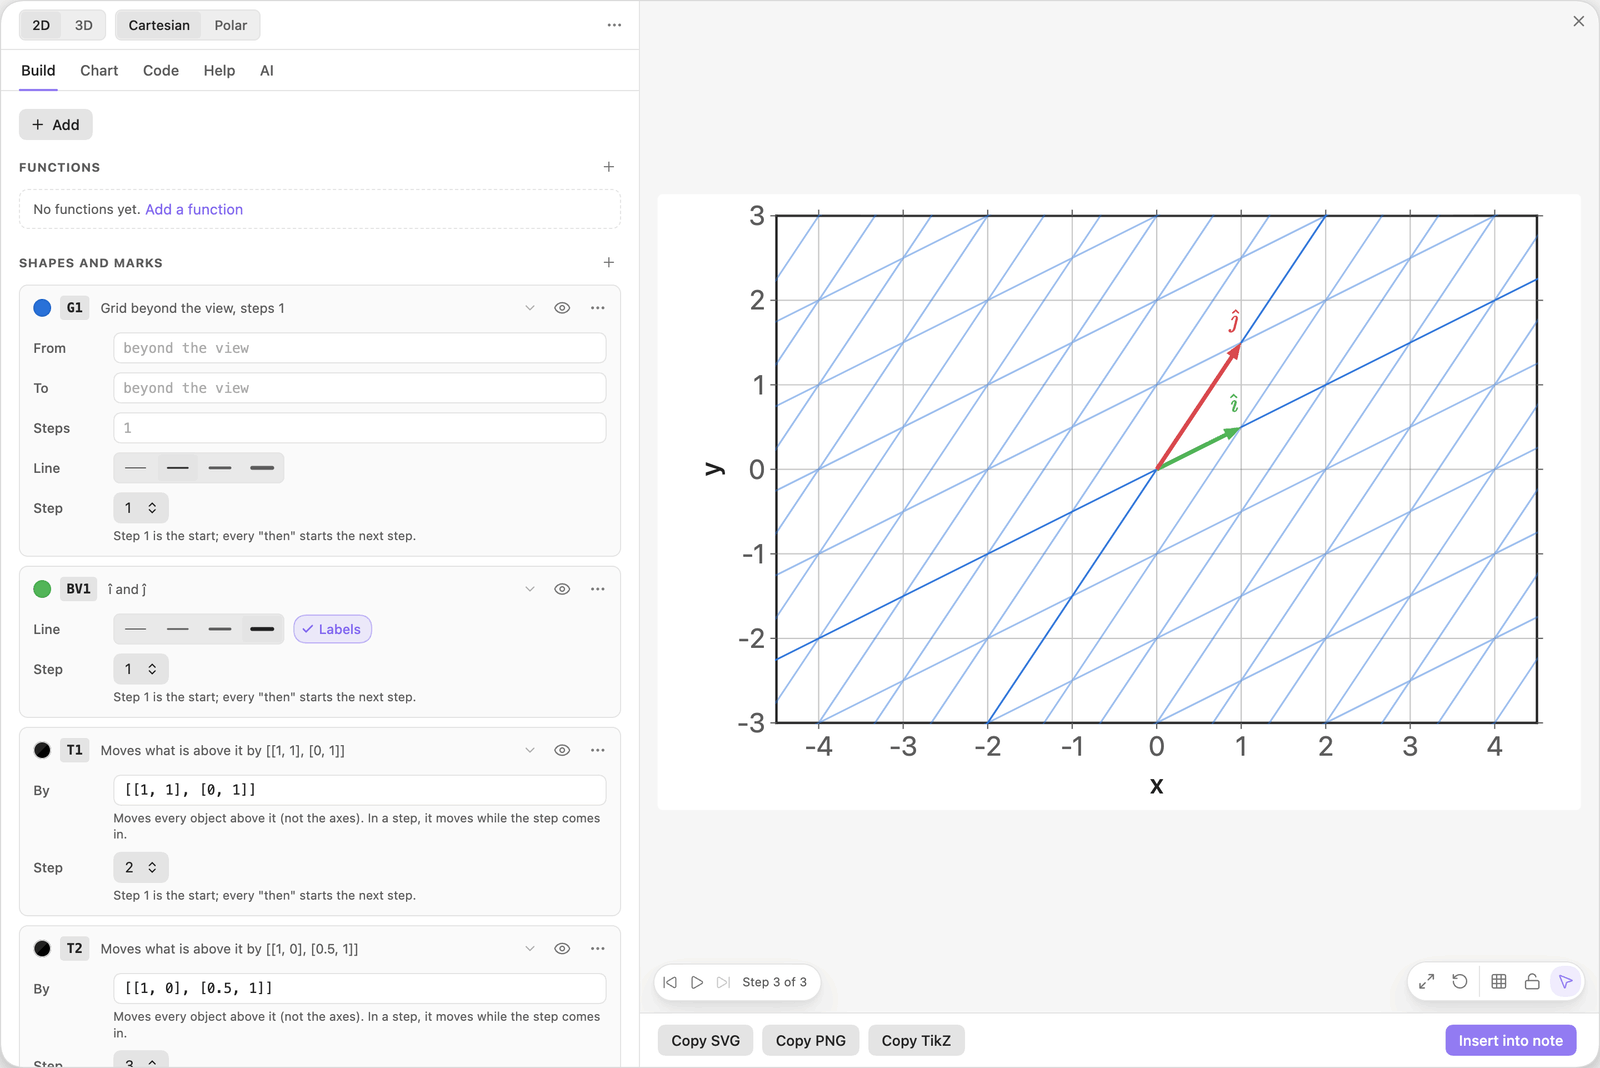 2D 3D Cartesian Polar
Build Chart Code Help AI
+ Add
FUNCTIONS
No functions yet. Add a function
SHAPES AND MARKS
G1 Grid beyond the view, steps 1
From beyond the view
To beyond the view
Steps 1
Line
Step 1
Step 1 is the start; every "then" starts the next step.
BV1 î and ĵ
Line Labels
Step 1
Step 1 is the start; every "then" starts the next step.
T1 Moves what is above it by [[1, 1], [0, 1]]
By [[1, 1], [0, 1]]
Moves every object above it (not the axes). In a step, it moves while the step comes
in.
Step 2
Step 1 is the start; every "then" starts the next step.
T2 Moves what is above it by [[1, 0], [0.5, 1]]
By [[1, 0], [0.5, 1]]
Moves every object above it (not the axes). In a step, it moves while the step comes
in.
Step 3
3
2
1
0
-1
-2
-3
y
ĵ
î
-4 -3 -2 -1 0 1 2 3 4
x
Step 3 of 3
Copy SVG Copy PNG Copy TikZ Insert into note